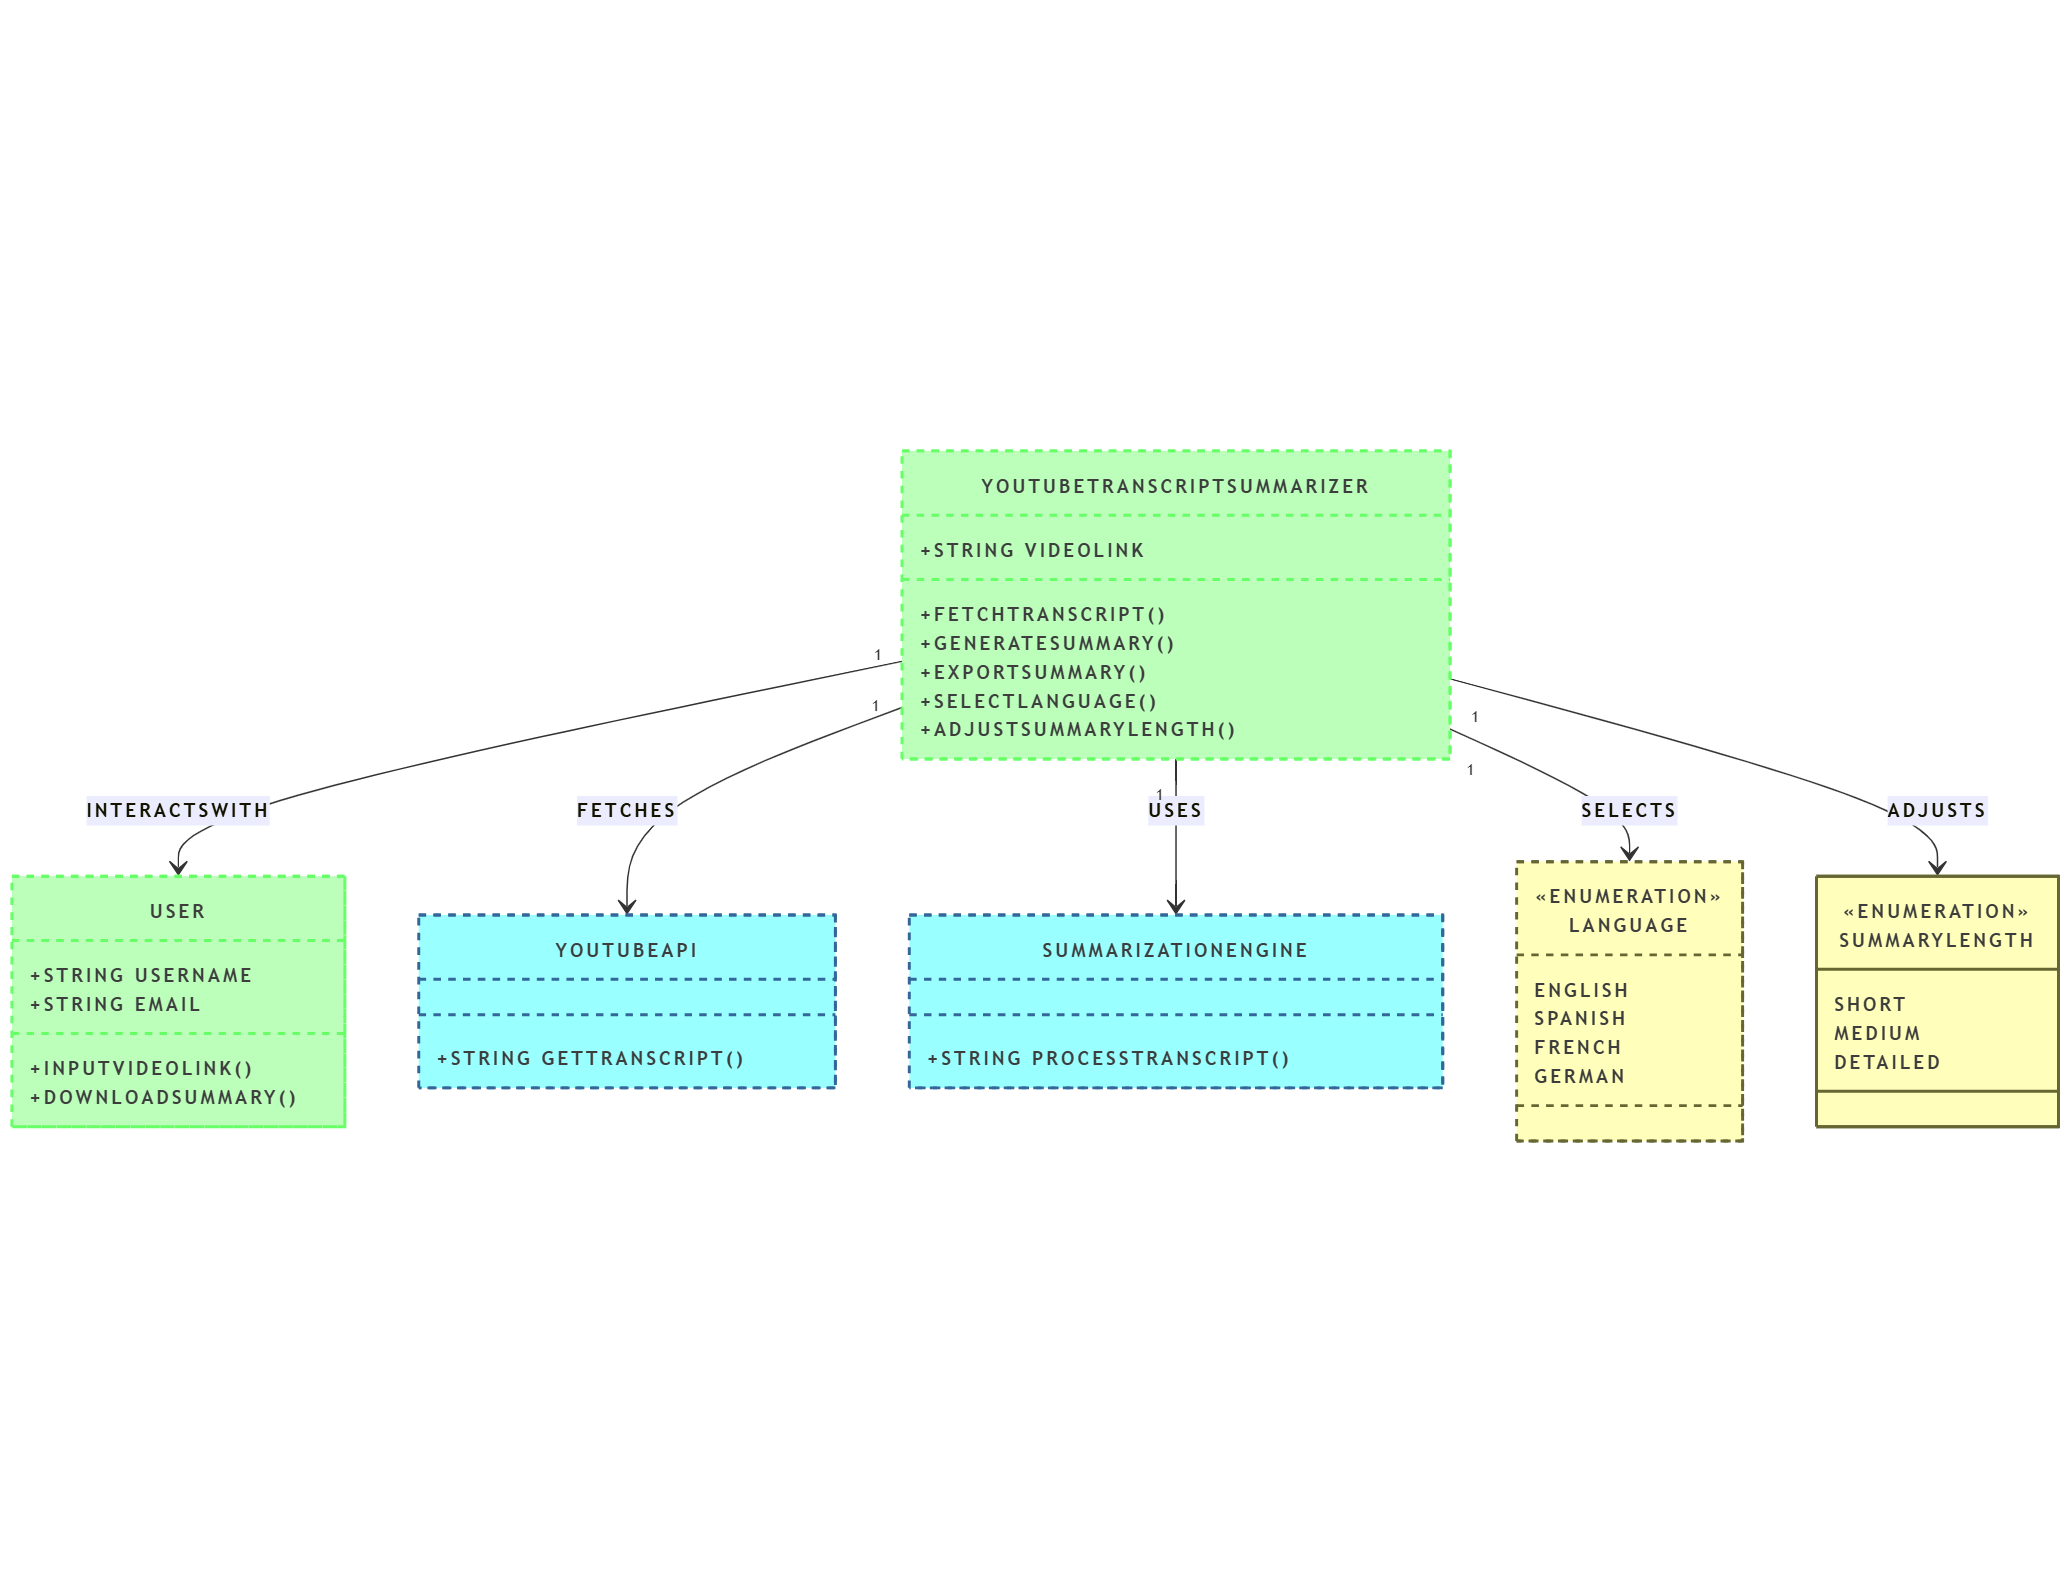 YOUTUBETRANSCRIPTSUMMARIZER
+STRING VIDEOLINK
+FETCHTRANSCRIPT()
+GENERATESUMMARY()
+EXPORTSUMMARY()
+SELECTLANGUAGE()
+ADJUSTSUMMARYLENGTH()
1
1
1
1
1
INTERACTSWITH
FETCHES
USES
SELECTS
ADJUSTS
USER
+STRING USERNAME
+STRING EMAIL
+INPUTVIDEOLINK()
+DOWNLOADSUMMARY()
YOUTUBEAPI
+STRING GETTRANSCRIPT()
SUMMARIZATIONENGINE
+STRING PROCESSTRANSCRIPT()
«ENUMERATION»
LANGUAGE
ENGLISH
SPANISH
FRENCH
GERMAN
«ENUMERATION»
SUMMARYLENGTH
SHORT
MEDIUM
DETAILED